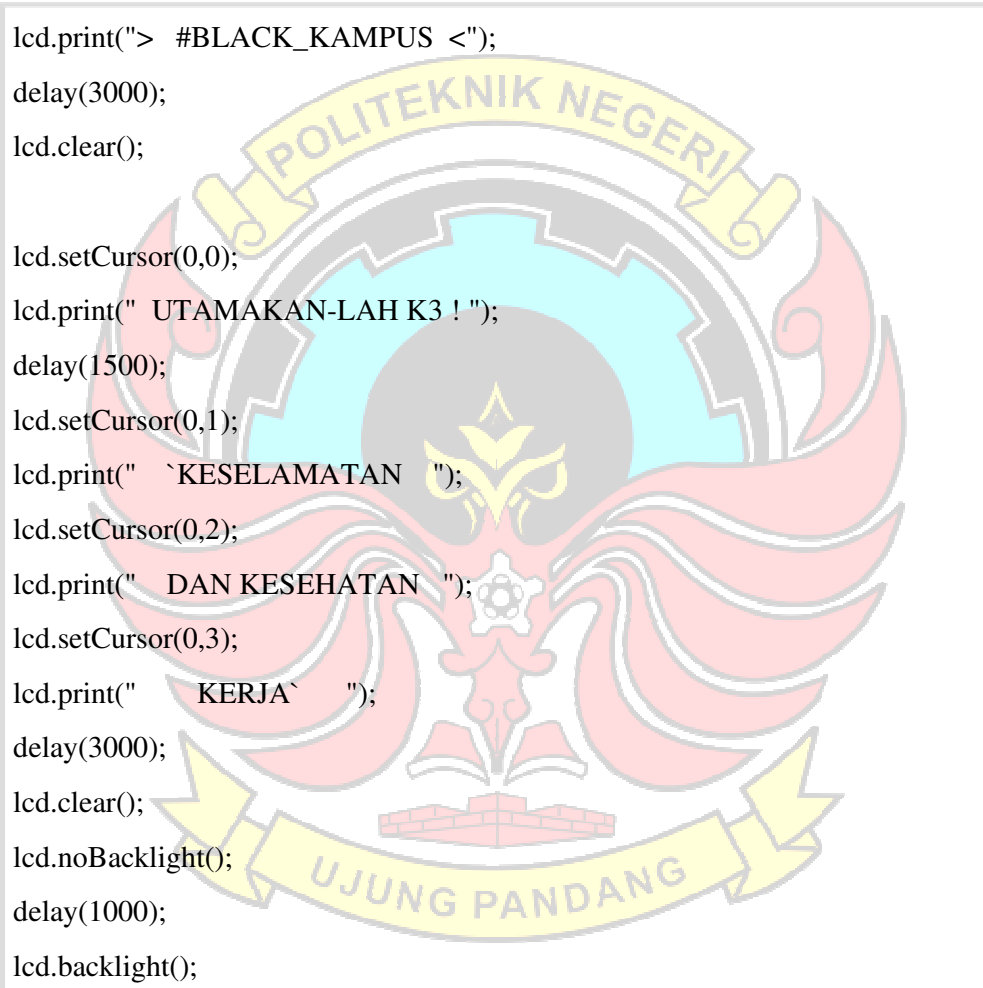 lcd.print(">   #BLACK_KAMPUS  <");
delay(3000);
lcd.clear();
lcd.setCursor(0,0);
lcd.print("  UTAMAKAN-LAH K3 ! ");
delay(1500);
lcd.setCursor(0,1);
lcd.print("    `KESELAMATAN    ");
lcd.setCursor(0,2);
lcd.print("    DAN KESEHATAN   ");
lcd.setCursor(0,3);
lcd.print("        KERJA`      ");
delay(3000);
lcd.clear();
lcd.noBacklight();
delay(1000);
lcd.backlight();
POLITEKNIK NEGERI
UJUNG PANDANG